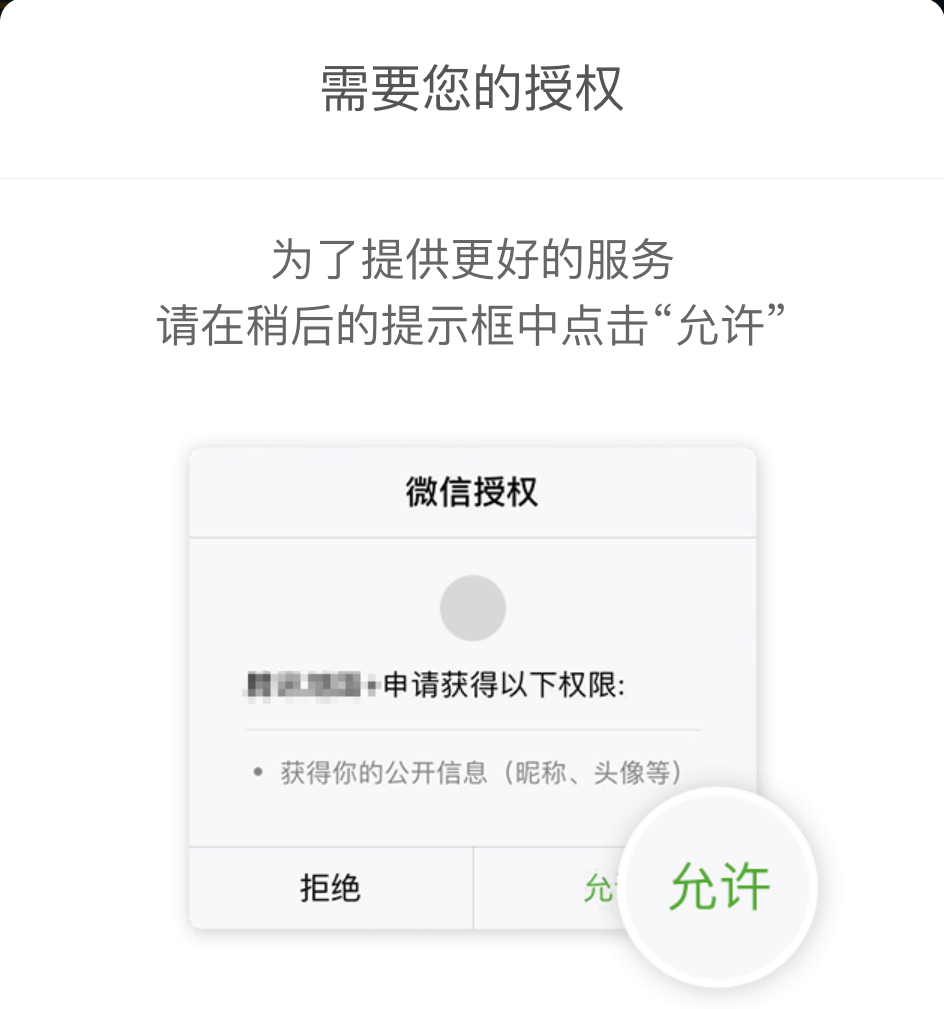 需要您的授权
为了提供更好的服务
请在稍后的提示框中点击“允许”
微信授权
申请获得以下权限:
• 获得你的公开信息（昵称、头像等）
拒绝
允许